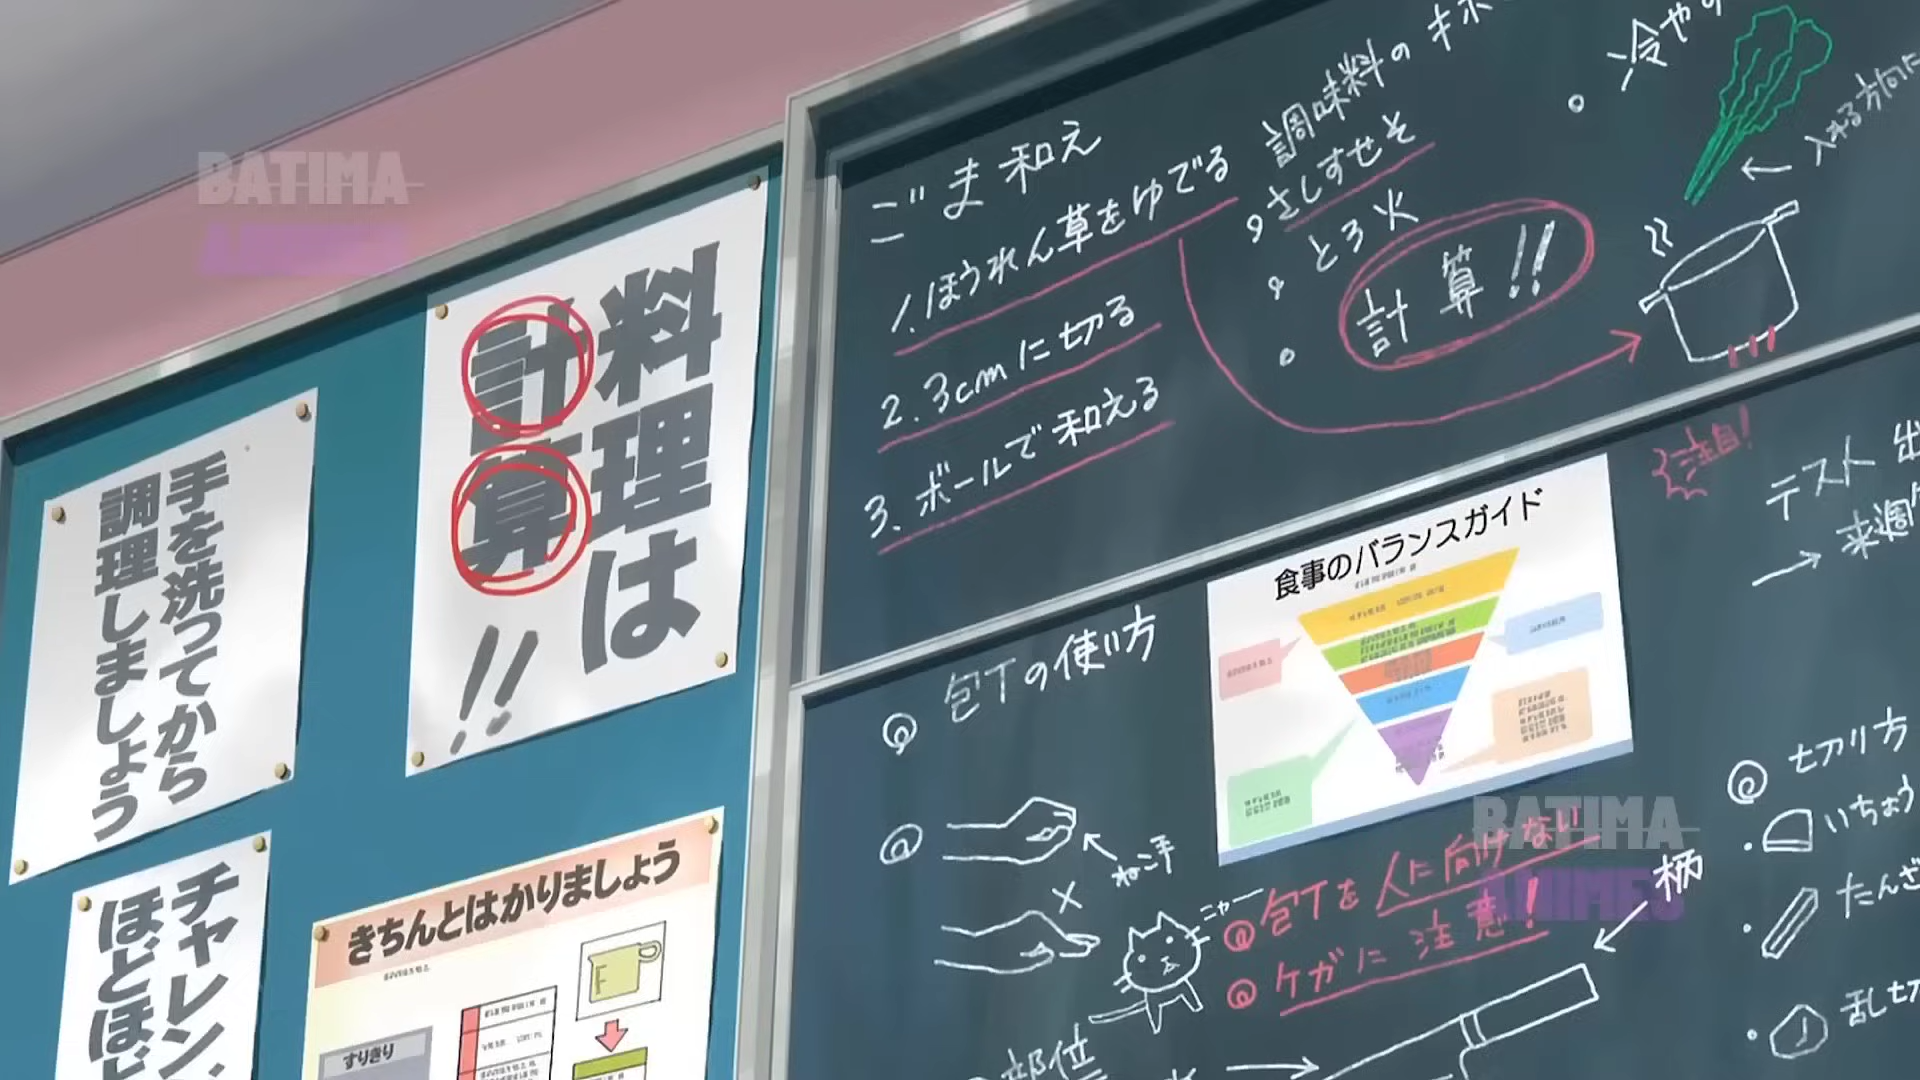 BATIMA
ANIMES
料理は
計算!!
手を洗ってから
調理しましょう
チャレン
ほどほど
きちんとはかりましょう
すりきり
ごま和え
1.ほうれん草をゆでる
2.3cmに切る
3.ボールで和える
調味料の
さしすせそ
とろ火
計算!!
冷や
入れる方向に
注目!
テスト 出
→ 来週
食事のバランスガイド
包丁の使い方
ねこ手
ニャー
包丁を人に向けない
ケガに注意!
柄
部位
切り方
いちょう
たんざ
乱切
BATIMA
ANIMES